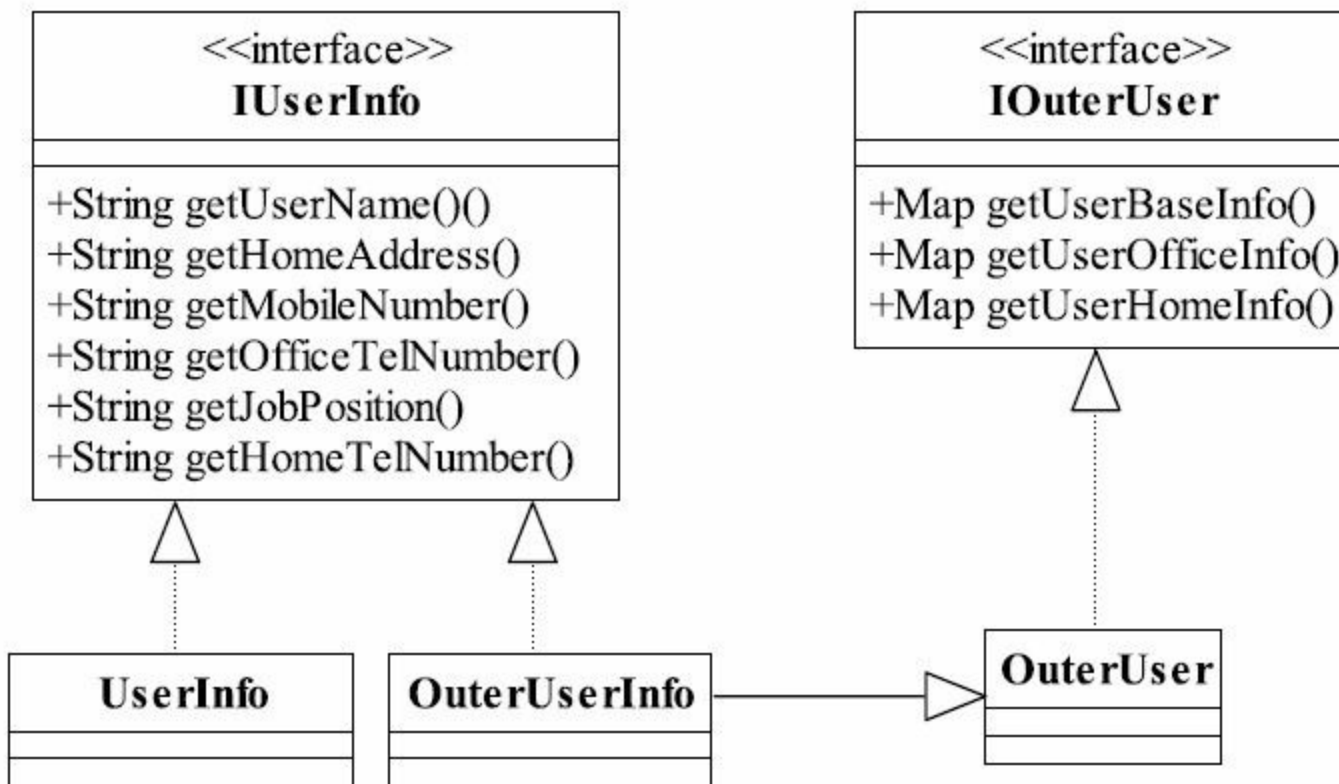 <<interface>>
IUserInfo
+String getUserName()()
+String getHomeAddress()
+String getMobileNumber()
+String getOfficeTelNumber()
+String getJobPosition()
+String getHomeTelNumber()
<<interface>>
IOuterUser
+Map getUserBaseInfo()
+Map getUserOfficeInfo()
+Map getUserHomeInfo()
UserInfo
OuterUserInfo
OuterUser